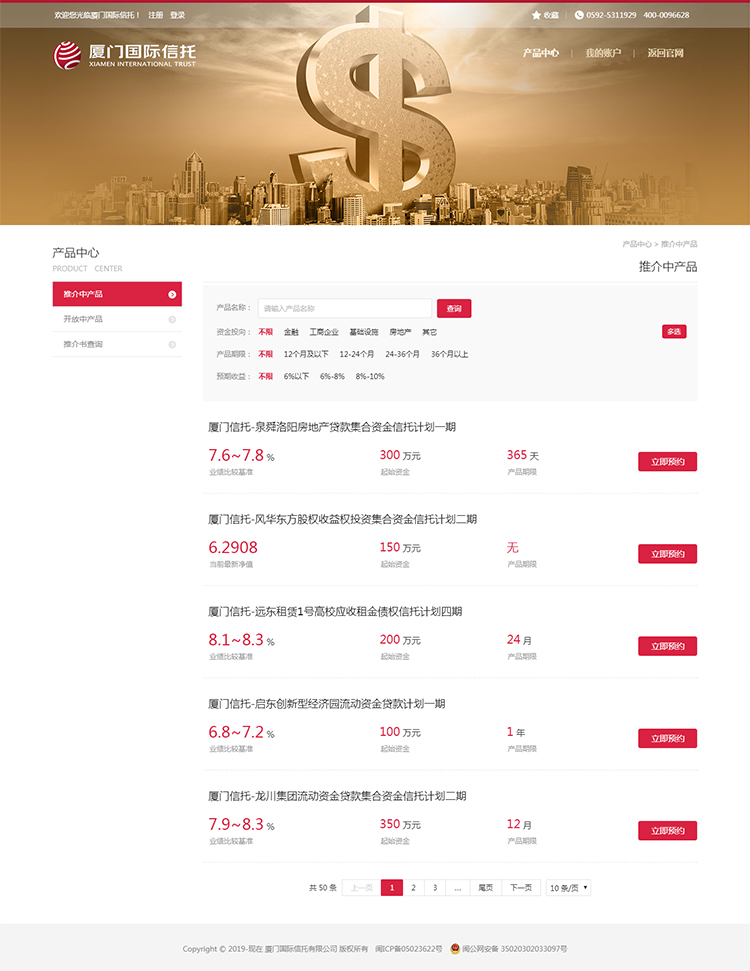 欢迎您光临厦门国际信托！ 注册 登录
收藏 | 0592-5311929 400-0096628
厦门国际信托
XIAMEN INTERNATIONAL TRUST
产品中心 | 我的账户 | 返回官网
产品中心
PRODUCT CENTER
产品中心 > 推介中产品
推介中产品
推介中产品
开放中产品
推介书查询
产品名称： 请输入产品名称 查询
资金投向： 不限 金融 工商企业 基础设施 房地产 其它 多选
产品期限： 不限 12个月及以下 12-24个月 24-36个月 36个月以上
预期收益： 不限 6%以下 6%-8% 8%-10%
厦门信托-泉舜洛阳房地产贷款集合资金信托计划一期
7.6~7.8 % 300 万元 365 天 立即预约
业绩比较基准 起始资金 产品期限
厦门信托-风华东方股权收益权投资集合资金信托计划二期
6.2908 150 万元 无 立即预约
当前最新净值 起始资金 产品期限
厦门信托-远东租赁1号高校应收租金债权信托计划四期
8.1~8.3 % 200 万元 24 月 立即预约
业绩比较基准 起始资金 产品期限
厦门信托-启东创新型经济园流动资金贷款计划一期
6.8~7.2 % 100 万元 1 年 立即预约
业绩比较基准 起始资金 产品期限
厦门信托-龙川集团流动资金贷款集合资金信托计划二期
7.9~8.3 % 350 万元 12 月 立即预约
业绩比较基准 起始资金 产品期限
共 50 条 上一页 1 2 3 ... 尾页 下一页 10 条/页
Copyright © 2019-现在 厦门国际信托有限公司 版权所有 闽ICP备05023622号 闽公网安备 35020302033097号